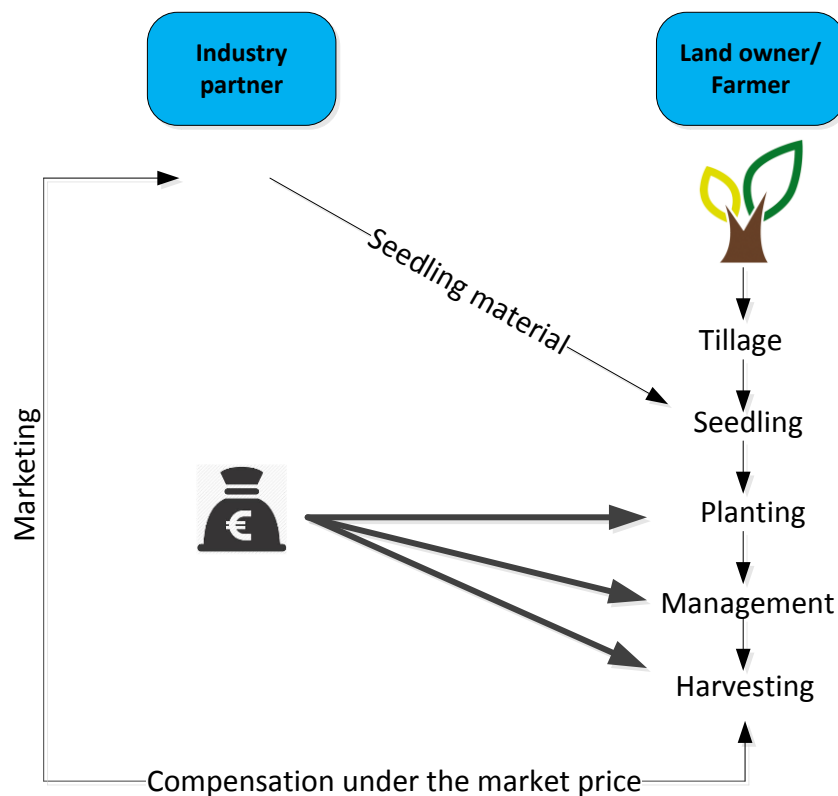 Industry
partner
Land owner/
Farmer
Seedling material
Tillage
Seedling
Marketing
€
Planting
Management
Harvesting
Compensation under the market price